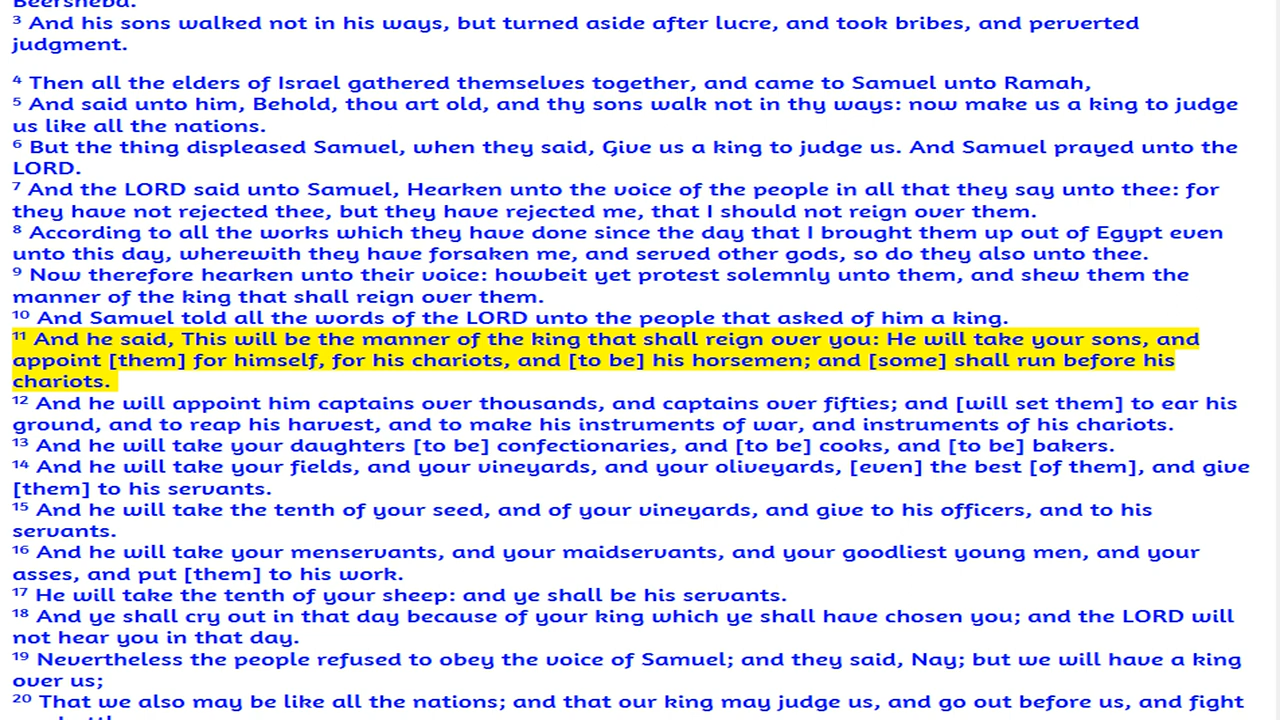 Beersheba.
³ And his sons walked not in his ways, but turned aside after lucre, and took bribes, and perverted
judgment.
⁴ Then all the elders of Israel gathered themselves together, and came to Samuel unto Ramah,
⁵ And said unto him, Behold, thou art old, and thy sons walk not in thy ways: now make us a king to judge
us like all the nations.
⁶ But the thing displeased Samuel, when they said, Give us a king to judge us. And Samuel prayed unto the
LORD.
⁷ And the LORD said unto Samuel, Hearken unto the voice of the people in all that they say unto thee: for
they have not rejected thee, but they have rejected me, that I should not reign over them.
⁸ According to all the works which they have done since the day that I brought them up out of Egypt even
unto this day, wherewith they have forsaken me, and served other gods, so do they also unto thee.
⁹ Now therefore hearken unto their voice: howbeit yet protest solemnly unto them, and shew them the
manner of the king that shall reign over them.
¹⁰ And Samuel told all the words of the LORD unto the people that asked of him a king.
¹¹ And he said, This will be the manner of the king that shall reign over you: He will take your sons, and
appoint [them] for himself, for his chariots, and [to be] his horsemen; and [some] shall run before his
chariots.
¹² And he will appoint him captains over thousands, and captains over fifties; and [will set them] to ear his
ground, and to reap his harvest, and to make his instruments of war, and instruments of his chariots.
¹³ And he will take your daughters [to be] confectionaries, and [to be] cooks, and [to be] bakers.
¹⁴ And he will take your fields, and your vineyards, and your oliveyards, [even] the best [of them], and give
[them] to his servants.
¹⁵ And he will take the tenth of your seed, and of your vineyards, and give to his officers, and to his
servants.
¹⁶ And he will take your menservants, and your maidservants, and your goodliest young men, and your
asses, and put [them] to his work.
¹⁷ He will take the tenth of your sheep: and ye shall be his servants.
¹⁸ And ye shall cry out in that day because of your king which ye shall have chosen you; and the LORD will
not hear you in that day.
¹⁹ Nevertheless the people refused to obey the voice of Samuel; and they said, Nay; but we will have a king
over us;
²⁰ That we also may be like all the nations; and that our king may judge us, and go out before us, and fight